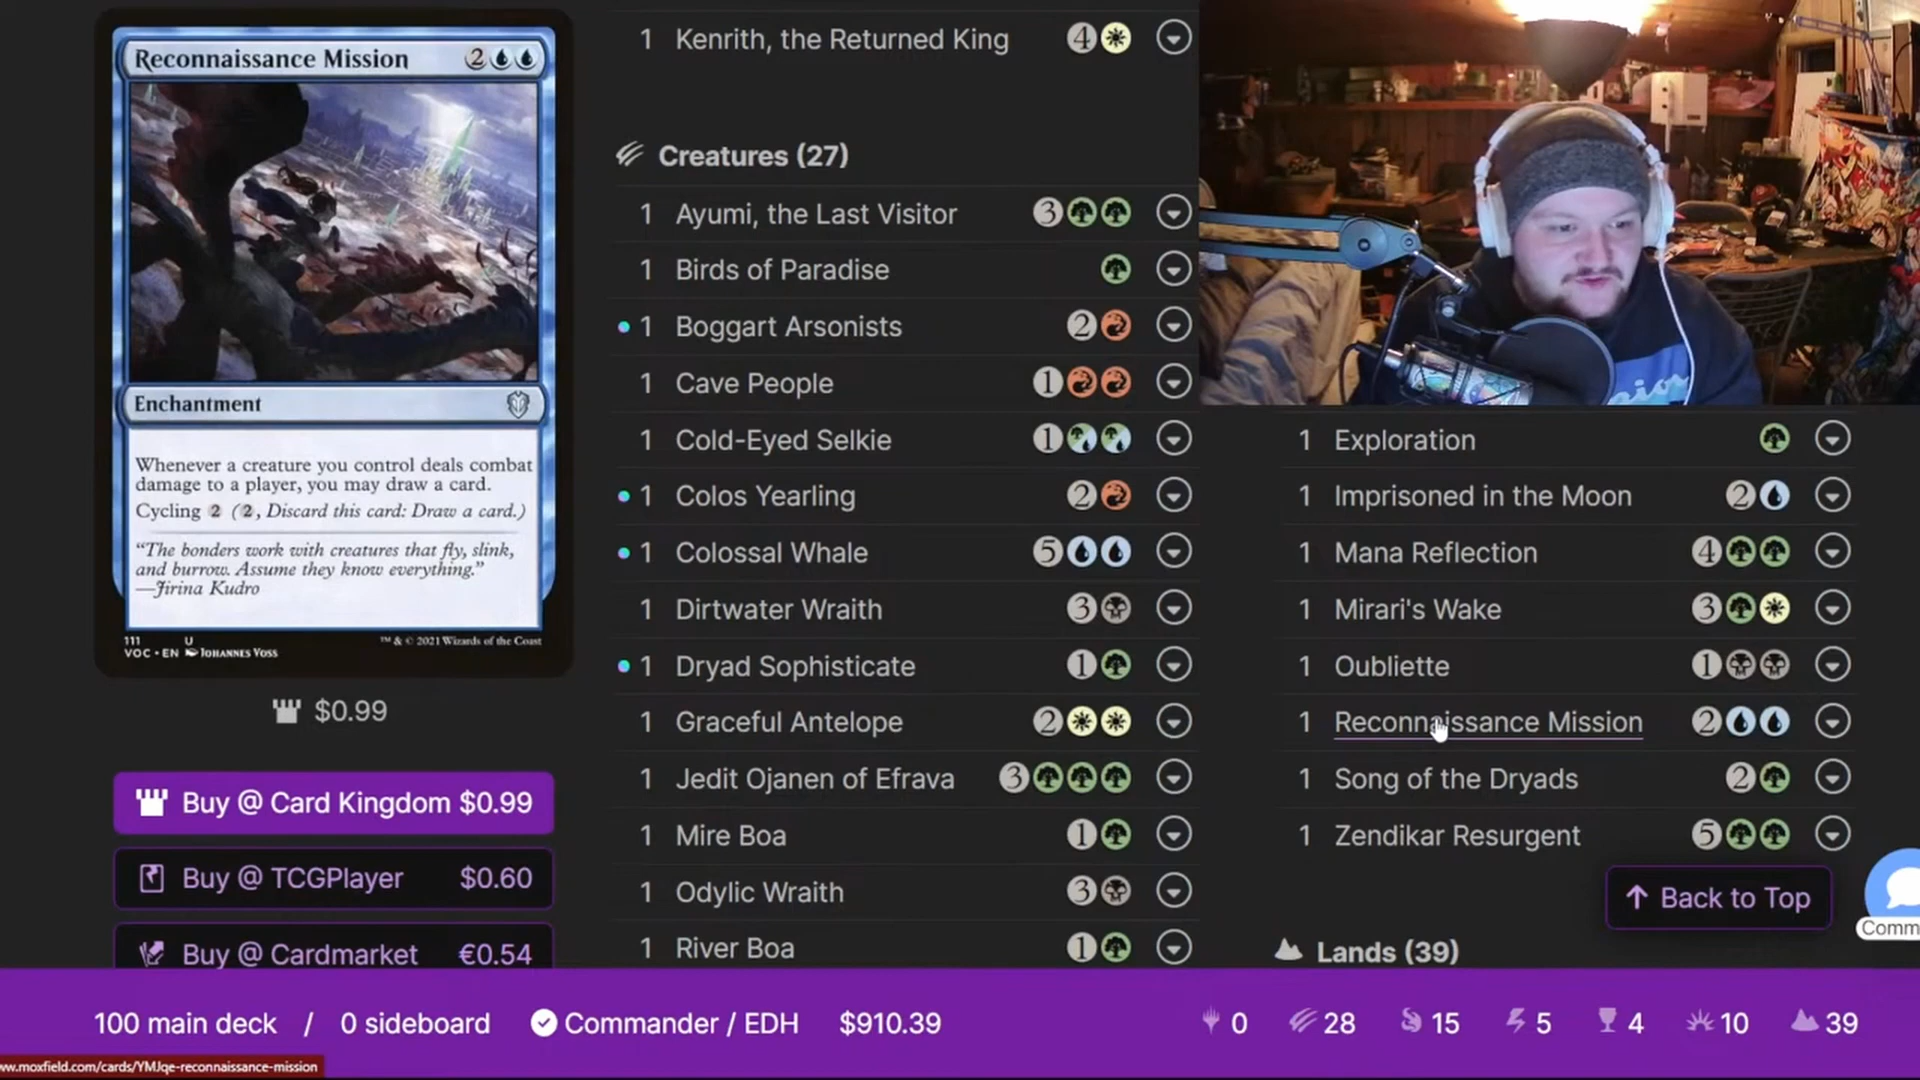 Reconnaissance Mission 2
Enchantment
Whenever a creature you control deals combat
damage to a player, you may draw a card.
Cycling 2 (2, Discard this card: Draw a card.)
"The bonders work with creatures that fly, slink,
and burrow. Assume they know everything."
—Jirina Kudro
111 U
VOC • EN JOHANNES VOSS
™ & © 2021 Wizards of the Coast
$0.99
Buy @ Card Kingdom $0.99
Buy @ TCGPlayer $0.60
Buy @ Cardmarket €0.54
1 Kenrith, the Returned King 4
Creatures (27)
1 Ayumi, the Last Visitor 3
1 Birds of Paradise
1 Boggart Arsonists 2
1 Cave People 1
1 Cold-Eyed Selkie 1
1 Colos Yearling 2
1 Colossal Whale 5
1 Dirtwater Wraith 3
1 Dryad Sophisticate 1
1 Graceful Antelope 2
1 Jedit Ojanen of Efrava 3
1 Mire Boa 1
1 Odylic Wraith 3
1 River Boa 1
1 Exploration
1 Imprisoned in the Moon 2
1 Mana Reflection 4
1 Mirari's Wake 3
1 Oubliette 1
1 Reconnaissance Mission 2
1 Song of the Dryads 2
1 Zendikar Resurgent 5
Back to Top
Comm
Lands (39)
100 main deck / 0 sideboard Commander / EDH $910.39 0 28 15 5 4 10 39
ww.moxfield.com/cards/YMJqe-reconnaissance-mission